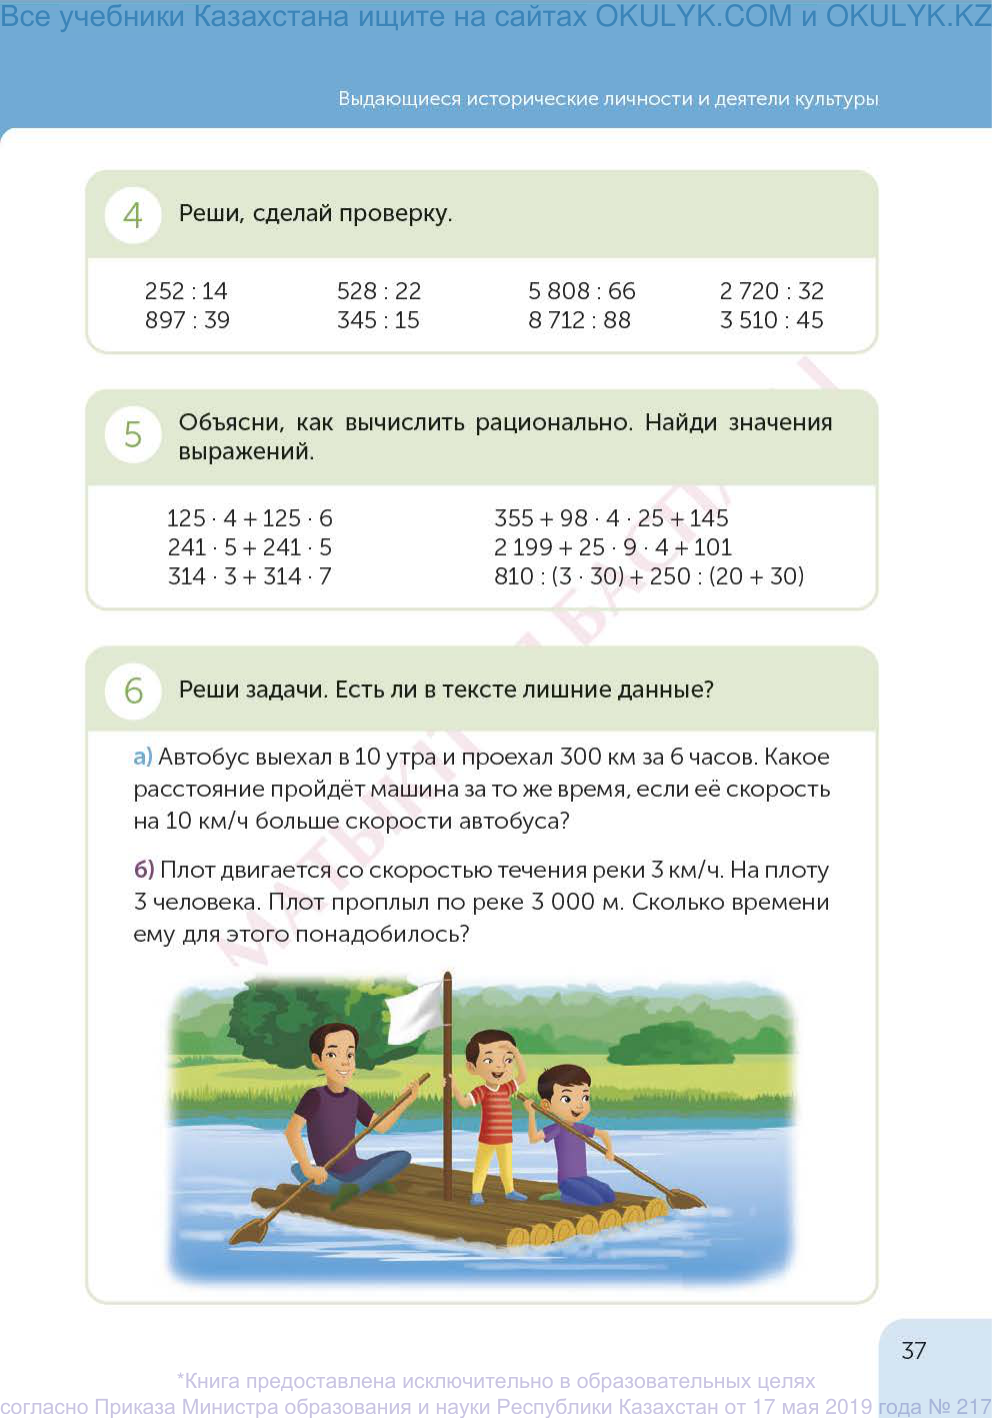 Все учебники Казахстана ищите на сайтах OKULYK.COM и OKULYK.KZ
Выдающиеся исторические личности и деятели культуры
4 Реши, сделай проверку.
252 : 14 528 : 22 5 808 : 66 2 720 : 32
897 : 39 345 : 15 8 712 : 88 3 510 : 45
5 Объясни, как вычислить рационально. Найди значения
выражений.
125 · 4 + 125 · 6 355 + 98 · 4 · 25 + 145
241 · 5 + 241 · 5 2 199 + 25 · 9 · 4 + 101
314 · 3 + 314 · 7 810 : (3 · 30) + 250 : (20 + 30)
6 Реши задачи. Есть ли в тексте лишние данные?
а) Автобус выехал в 10 утра и проехал 300 км за 6 часов. Какое
расстояние пройдёт машина за то же время, если её скорость
на 10 км/ч больше скорости автобуса?
б) Плот двигается со скоростью течения реки 3 км/ч. На плоту
3 человека. Плот проплыл по реке 3 000 м. Сколько времени
ему для этого понадобилось?
37
*Книга предоставлена исключительно в образовательных целях
согласно Приказа Министра образования и науки Республики Казахстан от 17 мая 2019 года № 217